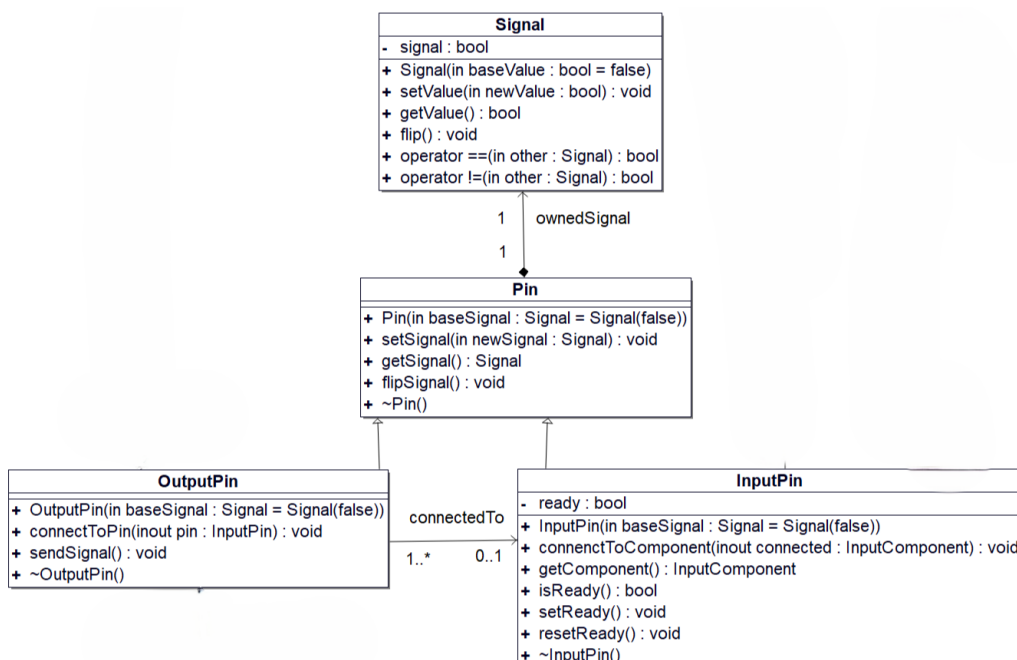 Signal
- signal : bool
+ Signal(in baseValue : bool = false)
+ setValue(in newValue : bool) : void
+ getValue() : bool
+ flip() : void
+ operator ==(in other : Signal) : bool
+ operator !=(in other : Signal) : bool
1 ownedSignal
1
Pin
+ Pin(in baseSignal : Signal = Signal(false))
+ setSignal(in newSignal : Signal) : void
+ getSignal() : Signal
+ flipSignal() : void
+ ~Pin()
OutputPin
+ OutputPin(in baseSignal : Signal = Signal(false))
+ connectToPin(inout pin : InputPin) : void
+ sendSignal() : void
+ ~OutputPin()
connectedTo
1..* 0..1
InputPin
- ready : bool
+ InputPin(in baseSignal : Signal = Signal(false))
+ connenctToComponent(inout connected : InputComponent) : void
+ getComponent() : InputComponent
+ isReady() : bool
+ setReady() : void
+ resetReady() : void
+ ~InputPin()